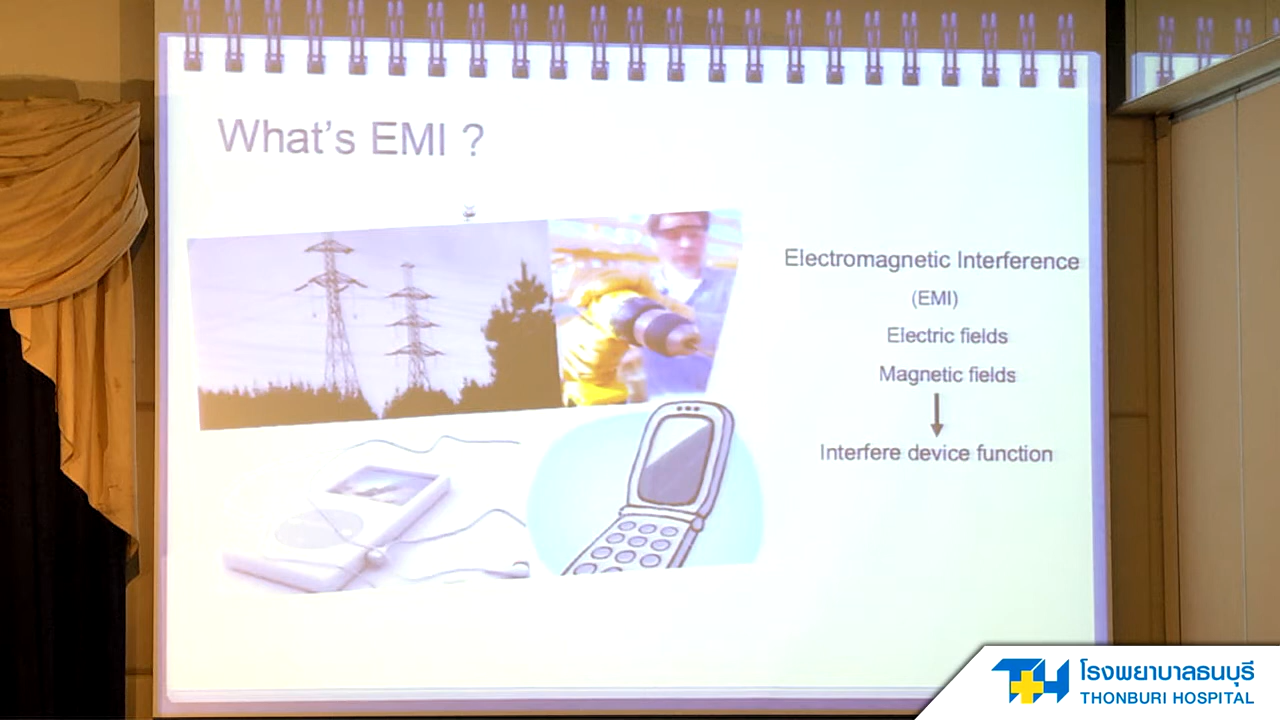 What's EMI ?
Electromagnetic Interference
(EMI)
Electric fields
Magnetic fields
Interfere device function
โรงพยาบาลธนบุรี
THONBURI HOSPITAL